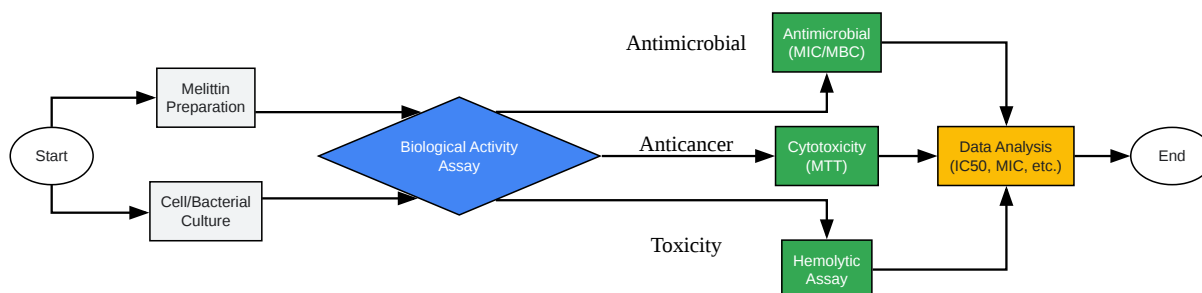 Start
Melittin
Preparation
Cell/Bacterial
Culture
Biological Activity
Assay
Antimicrobial
Antimicrobial
(MIC/MBC)
Anticancer
Cytotoxicity
(MTT)
Toxicity
Hemolytic
Assay
Data Analysis
(IC50, MIC, etc.)
End